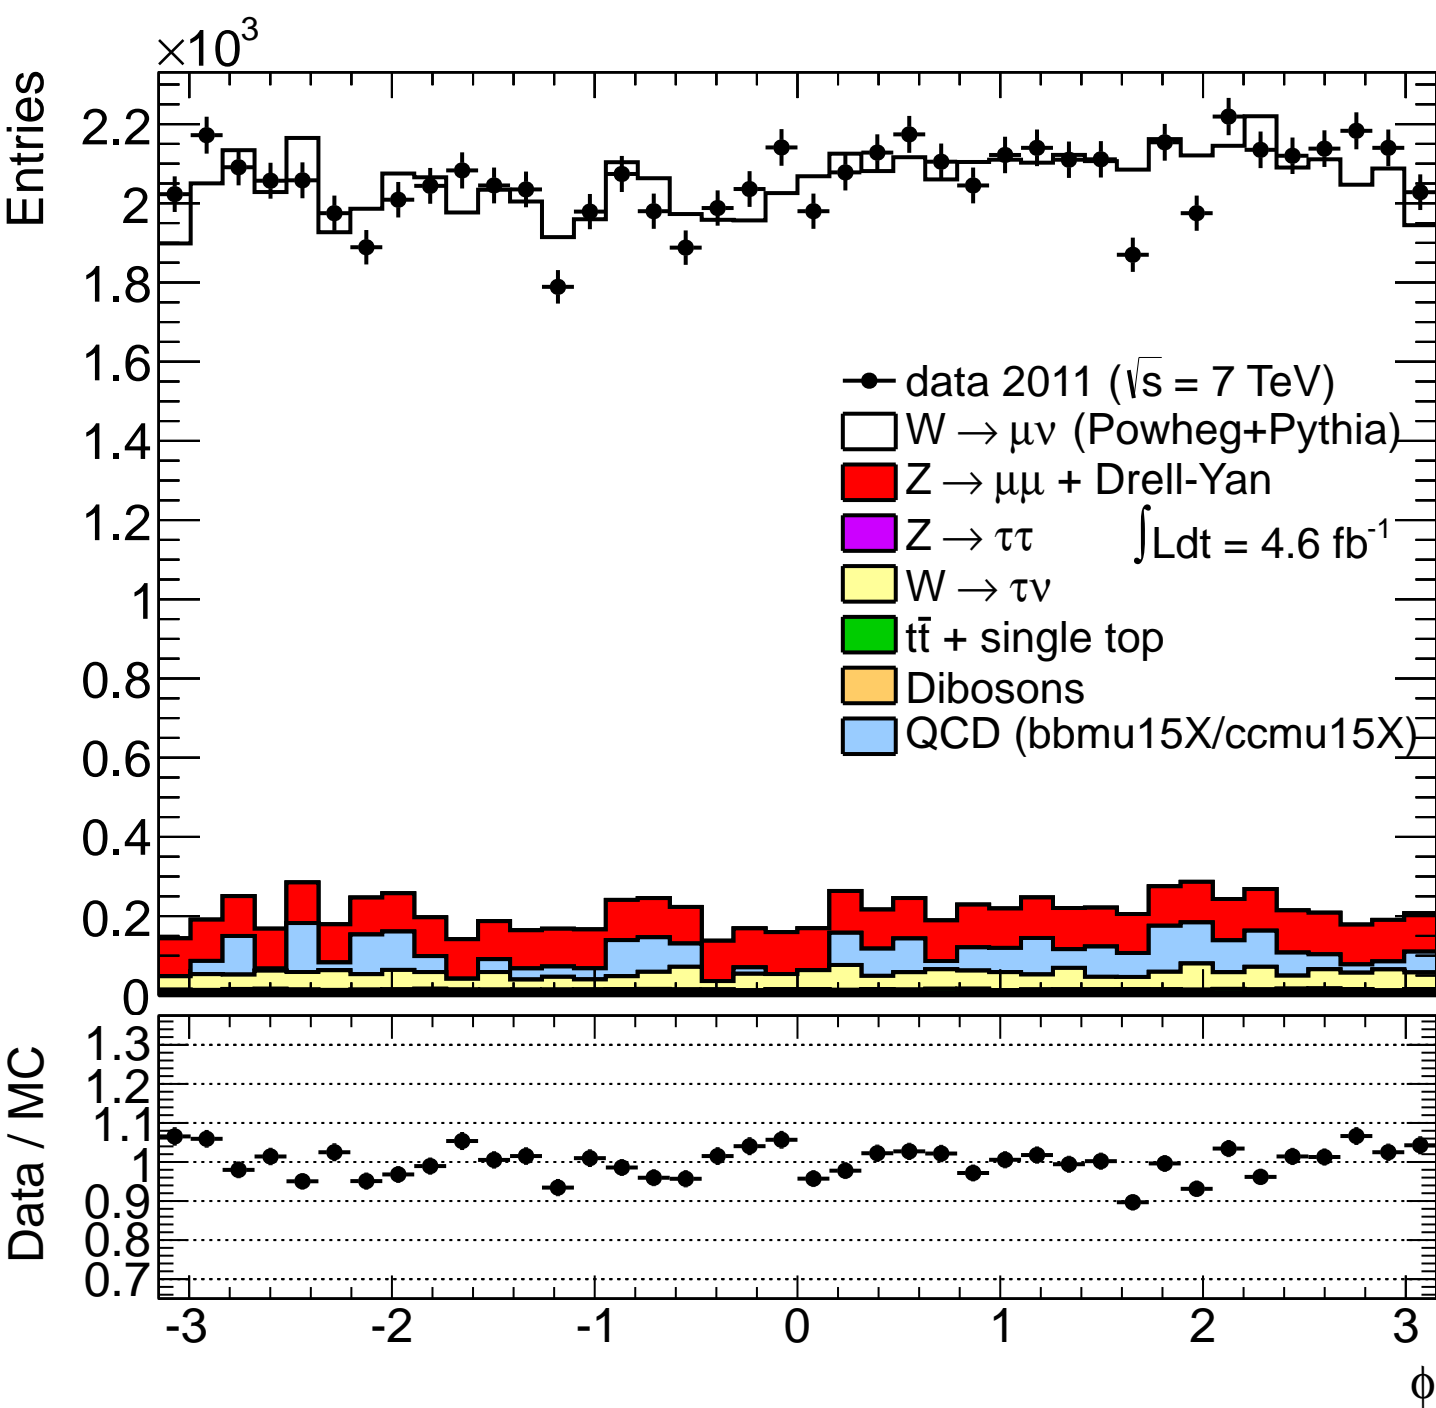 ×10³
Entries
2.2
2
1.8
1.6
1.4
1.2
1
0.8
0.6
0.4
0.2
0
data 2011 (√s = 7 TeV)
W → μν (Powheg+Pythia)
Z → μμ + Drell-Yan
Z → ττ
∫Ldt = 4.6 fb⁻¹
W → τν
tt̄ + single top
Dibosons
QCD (bbmu15X/ccmu15X)
Data / MC
1.3
1.2
1.1
1
0.9
0.8
0.7
-3 -2 -1 0 1 2 3
ϕ